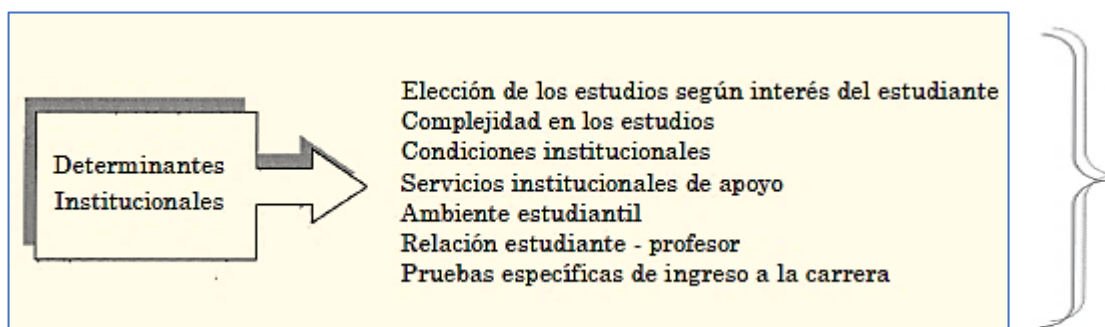 Determinantes
Institucionales
Elección de los estudios según interés del estudiante
Complejidad en los estudios
Condiciones institucionales
Servicios institucionales de apoyo
Ambiente estudiantil
Relación estudiante - profesor
Pruebas específicas de ingreso a la carrera